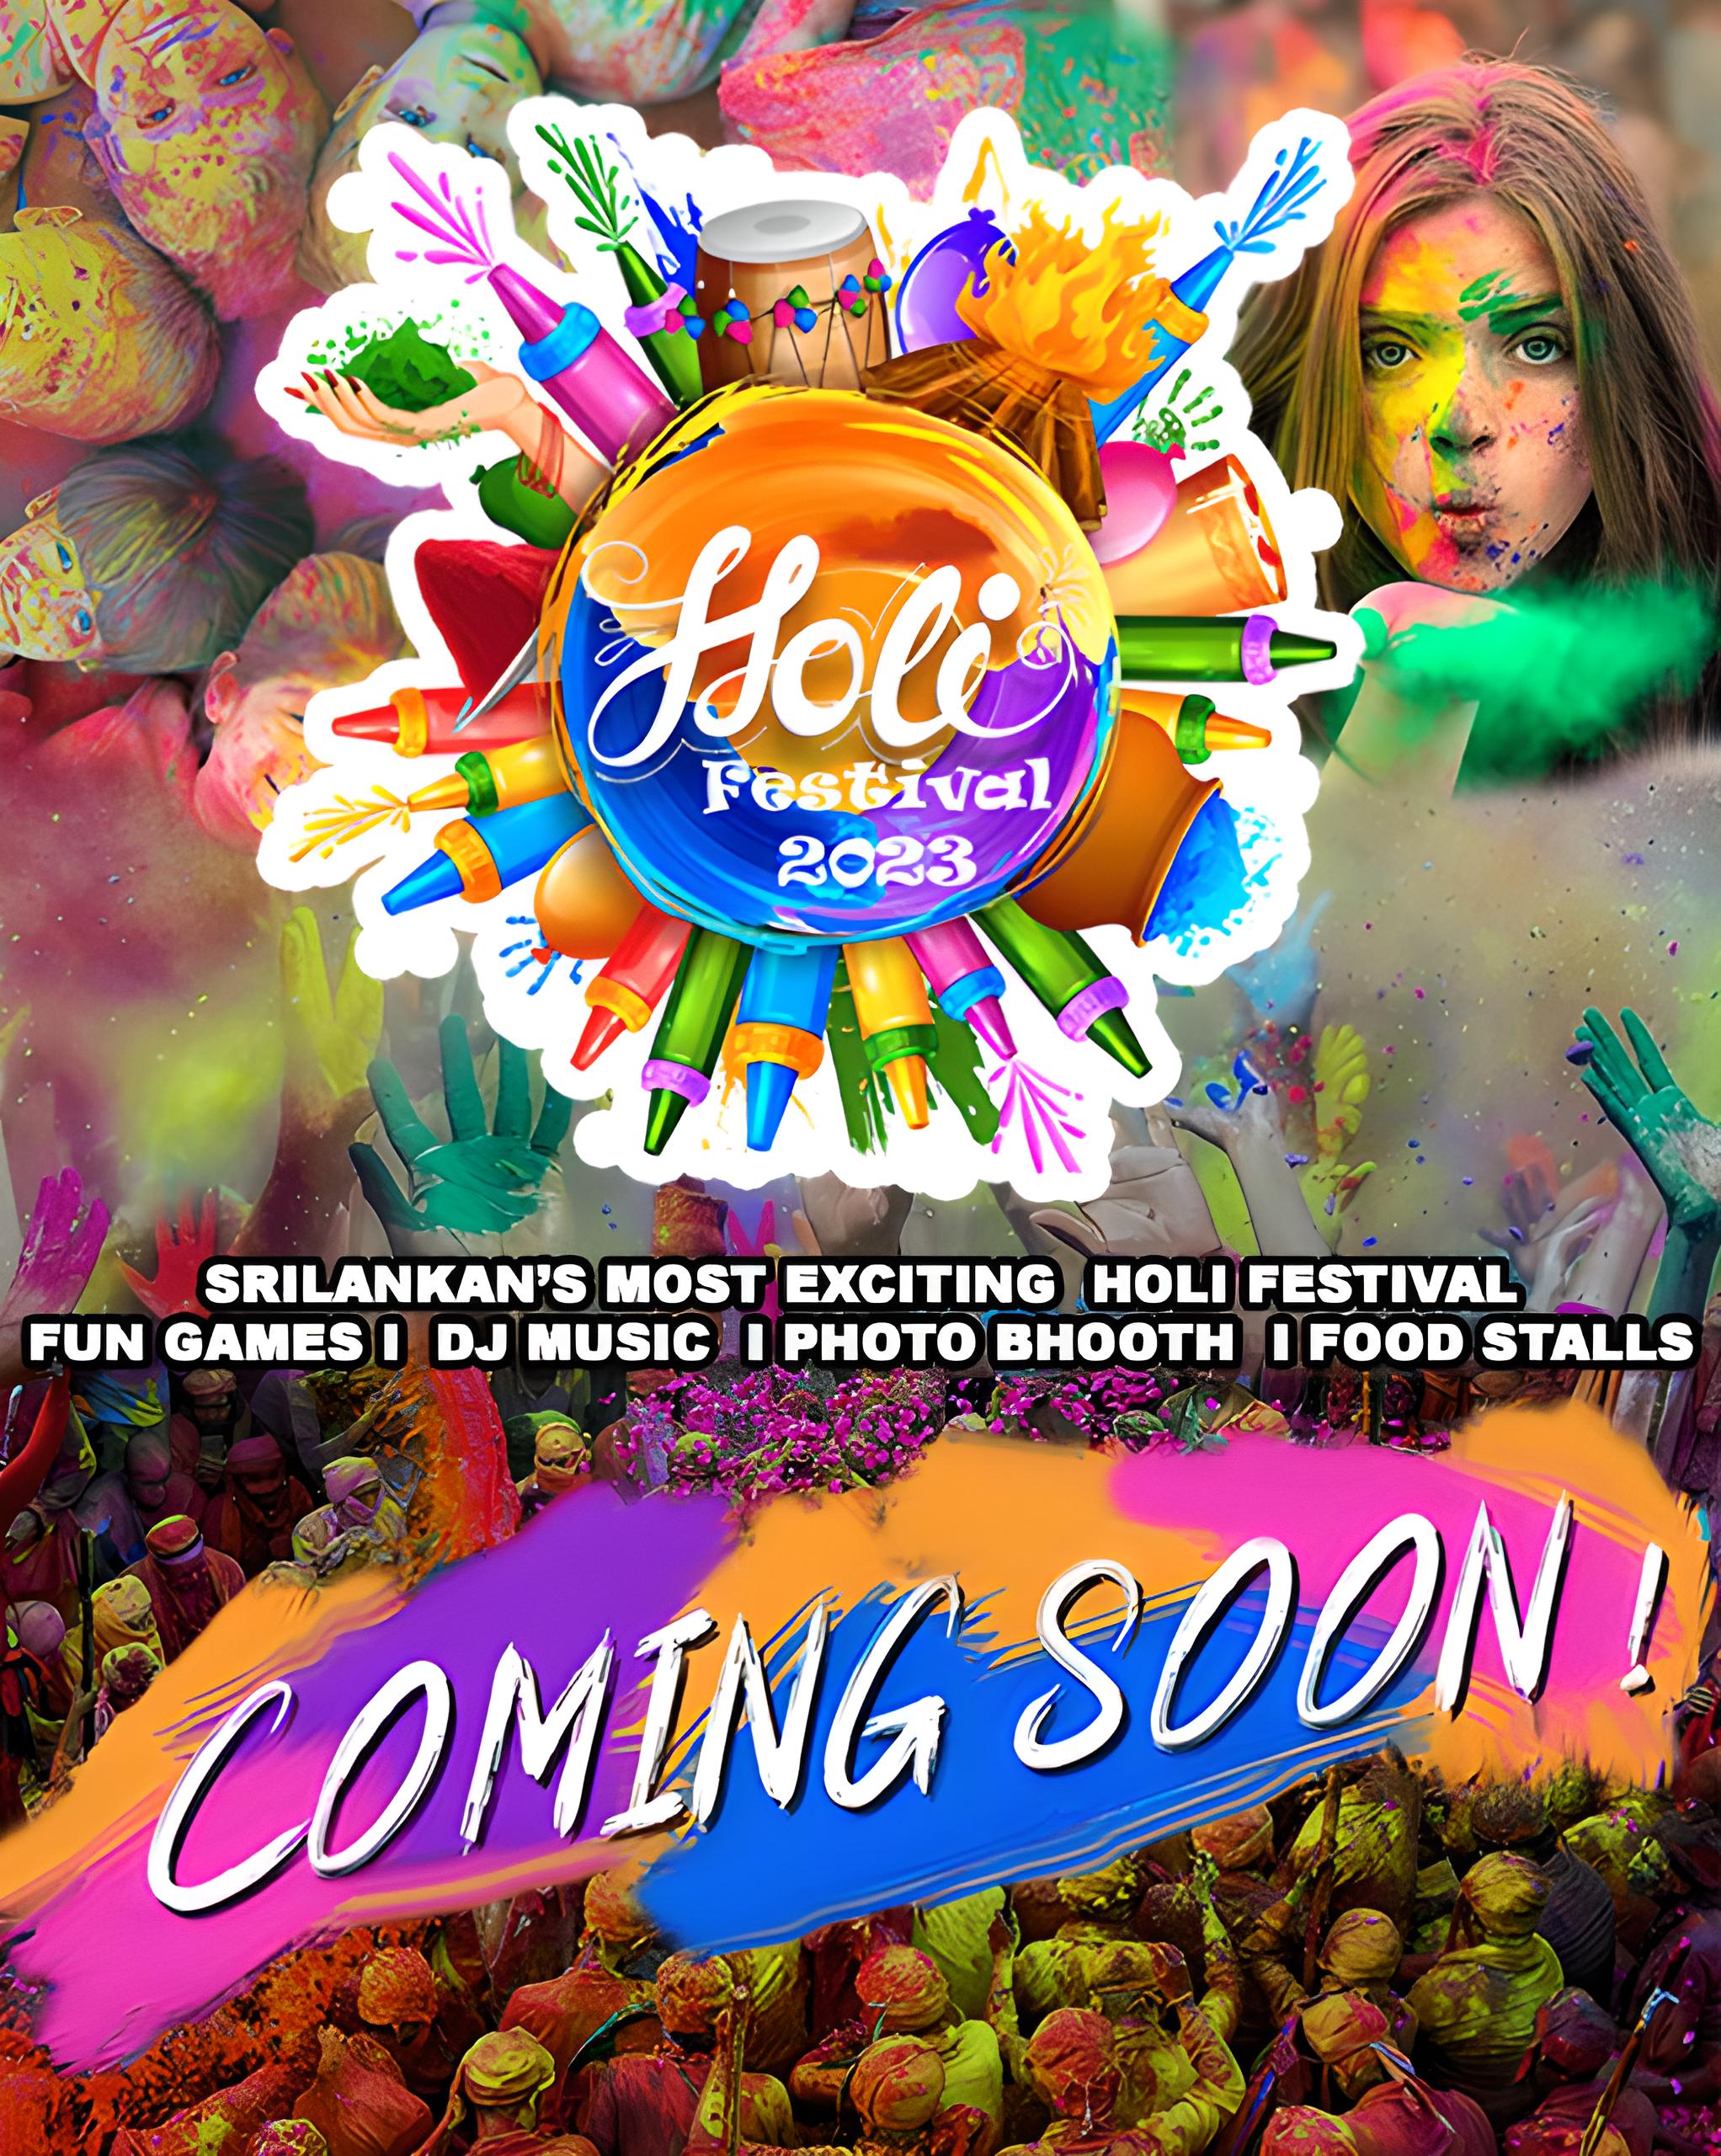 Holi
Festival
2023
SRILANKAN'S MOST EXCITING HOLI FESTIVAL
FUN GAMES I DJ MUSIC I PHOTO BHOOTH I FOOD STALLS
COMING SOON !